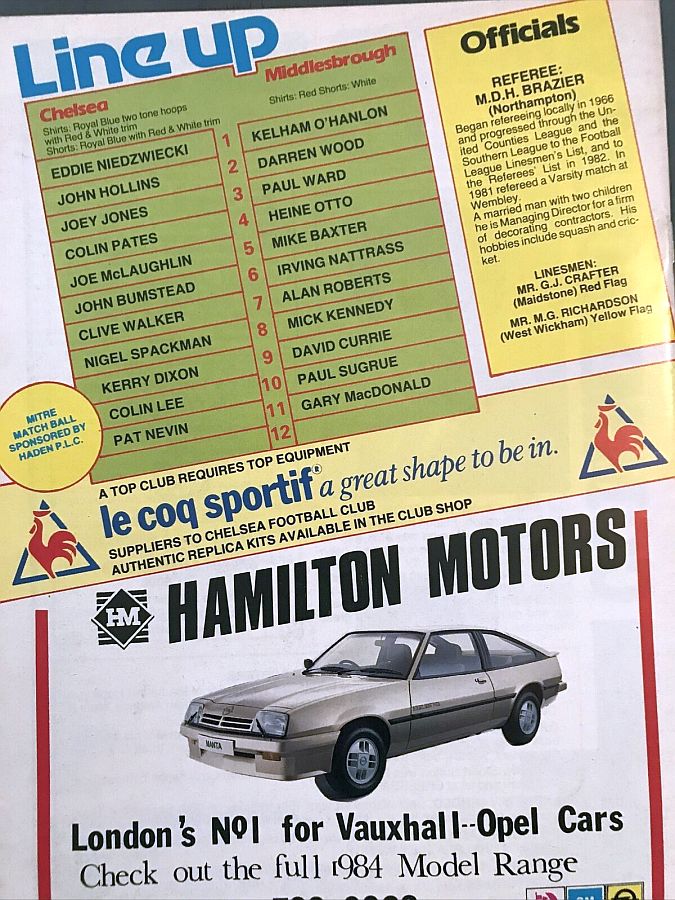 Line up
Chelsea
Shirts: Royal Blue two tone hoops
with Red & White trim
Shorts: Royal Blue with Red & White trim
Middlesbrough
Shirts: Red Shorts: White
EDDIE NIEDZWIECKI 1 KELHAM O'HANLON
JOHN HOLLINS 2 DARREN WOOD
JOEY JONES 3 PAUL WARD
COLIN PATES 4 HEINE OTTO
JOE McLAUGHLIN 5 MIKE BAXTER
JOHN BUMSTEAD 6 IRVING NATTRASS
CLIVE WALKER 7 ALAN ROBERTS
NIGEL SPACKMAN 8 MICK KENNEDY
KERRY DIXON 9 DAVID CURRIE
COLIN LEE 10 PAUL SUGRUE
PAT NEVIN 11 GARY MacDONALD
12
Officials
REFEREE:
M.D.H. BRAZIER
(Northampton)
Began refereeing locally in 1966
and progressed through the Un-
ited Counties League and the
Southern League to the Football
League Linesmen's List, and to
the Referees' List in 1982. In
1981 refereed a Varsity match at
Wembley.
A married man with two children
he is Managing Director for a firm
of decorating contractors. His
hobbies include squash and cric-
ket.
LINESMEN:
MR. G.J. CRAFTER
(Maidstone) Red Flag
MR. M.G. RICHARDSON
(West Wickham) Yellow Flag
MITRE
MATCH BALL
SPONSORED BY
HADEN P.L.C.
A TOP CLUB REQUIRES TOP EQUIPMENT
le coq sportif® a great shape to be in.
SUPPLIERS TO CHELSEA FOOTBALL CLUB
AUTHENTIC REPLICA KITS AVAILABLE IN THE CLUB SHOP
HM HAMILTON MOTORS
MANTA
London's Nº1 for Vauxhall--Opel Cars
Check out the full 1984 Model Range